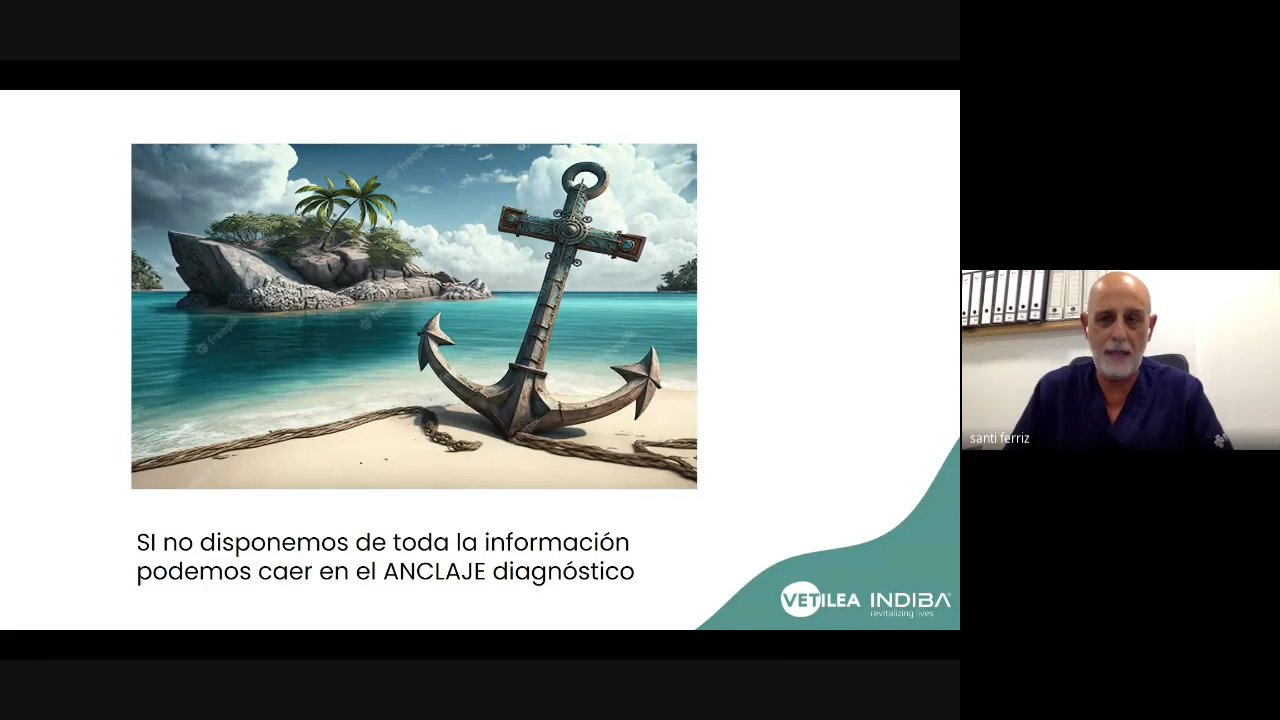 SI no disponemos de toda la información
podemos caer en el ANCLAJE diagnóstico
VETILEA INDIBA®
revitalizing lives
santi ferriz